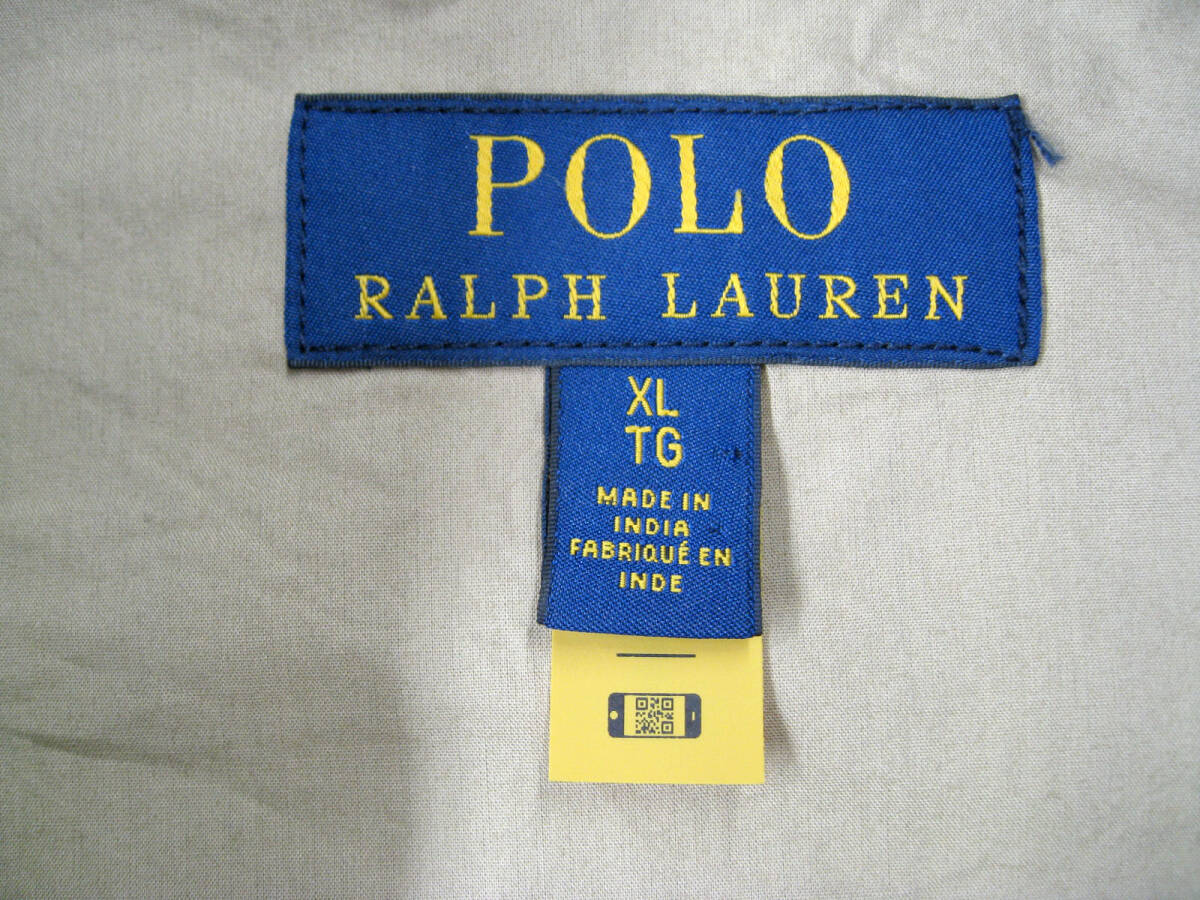 POLO
RALPH LAUREN
XL
TG
MADE IN
INDIA
FABRIQUÉ EN
INDE